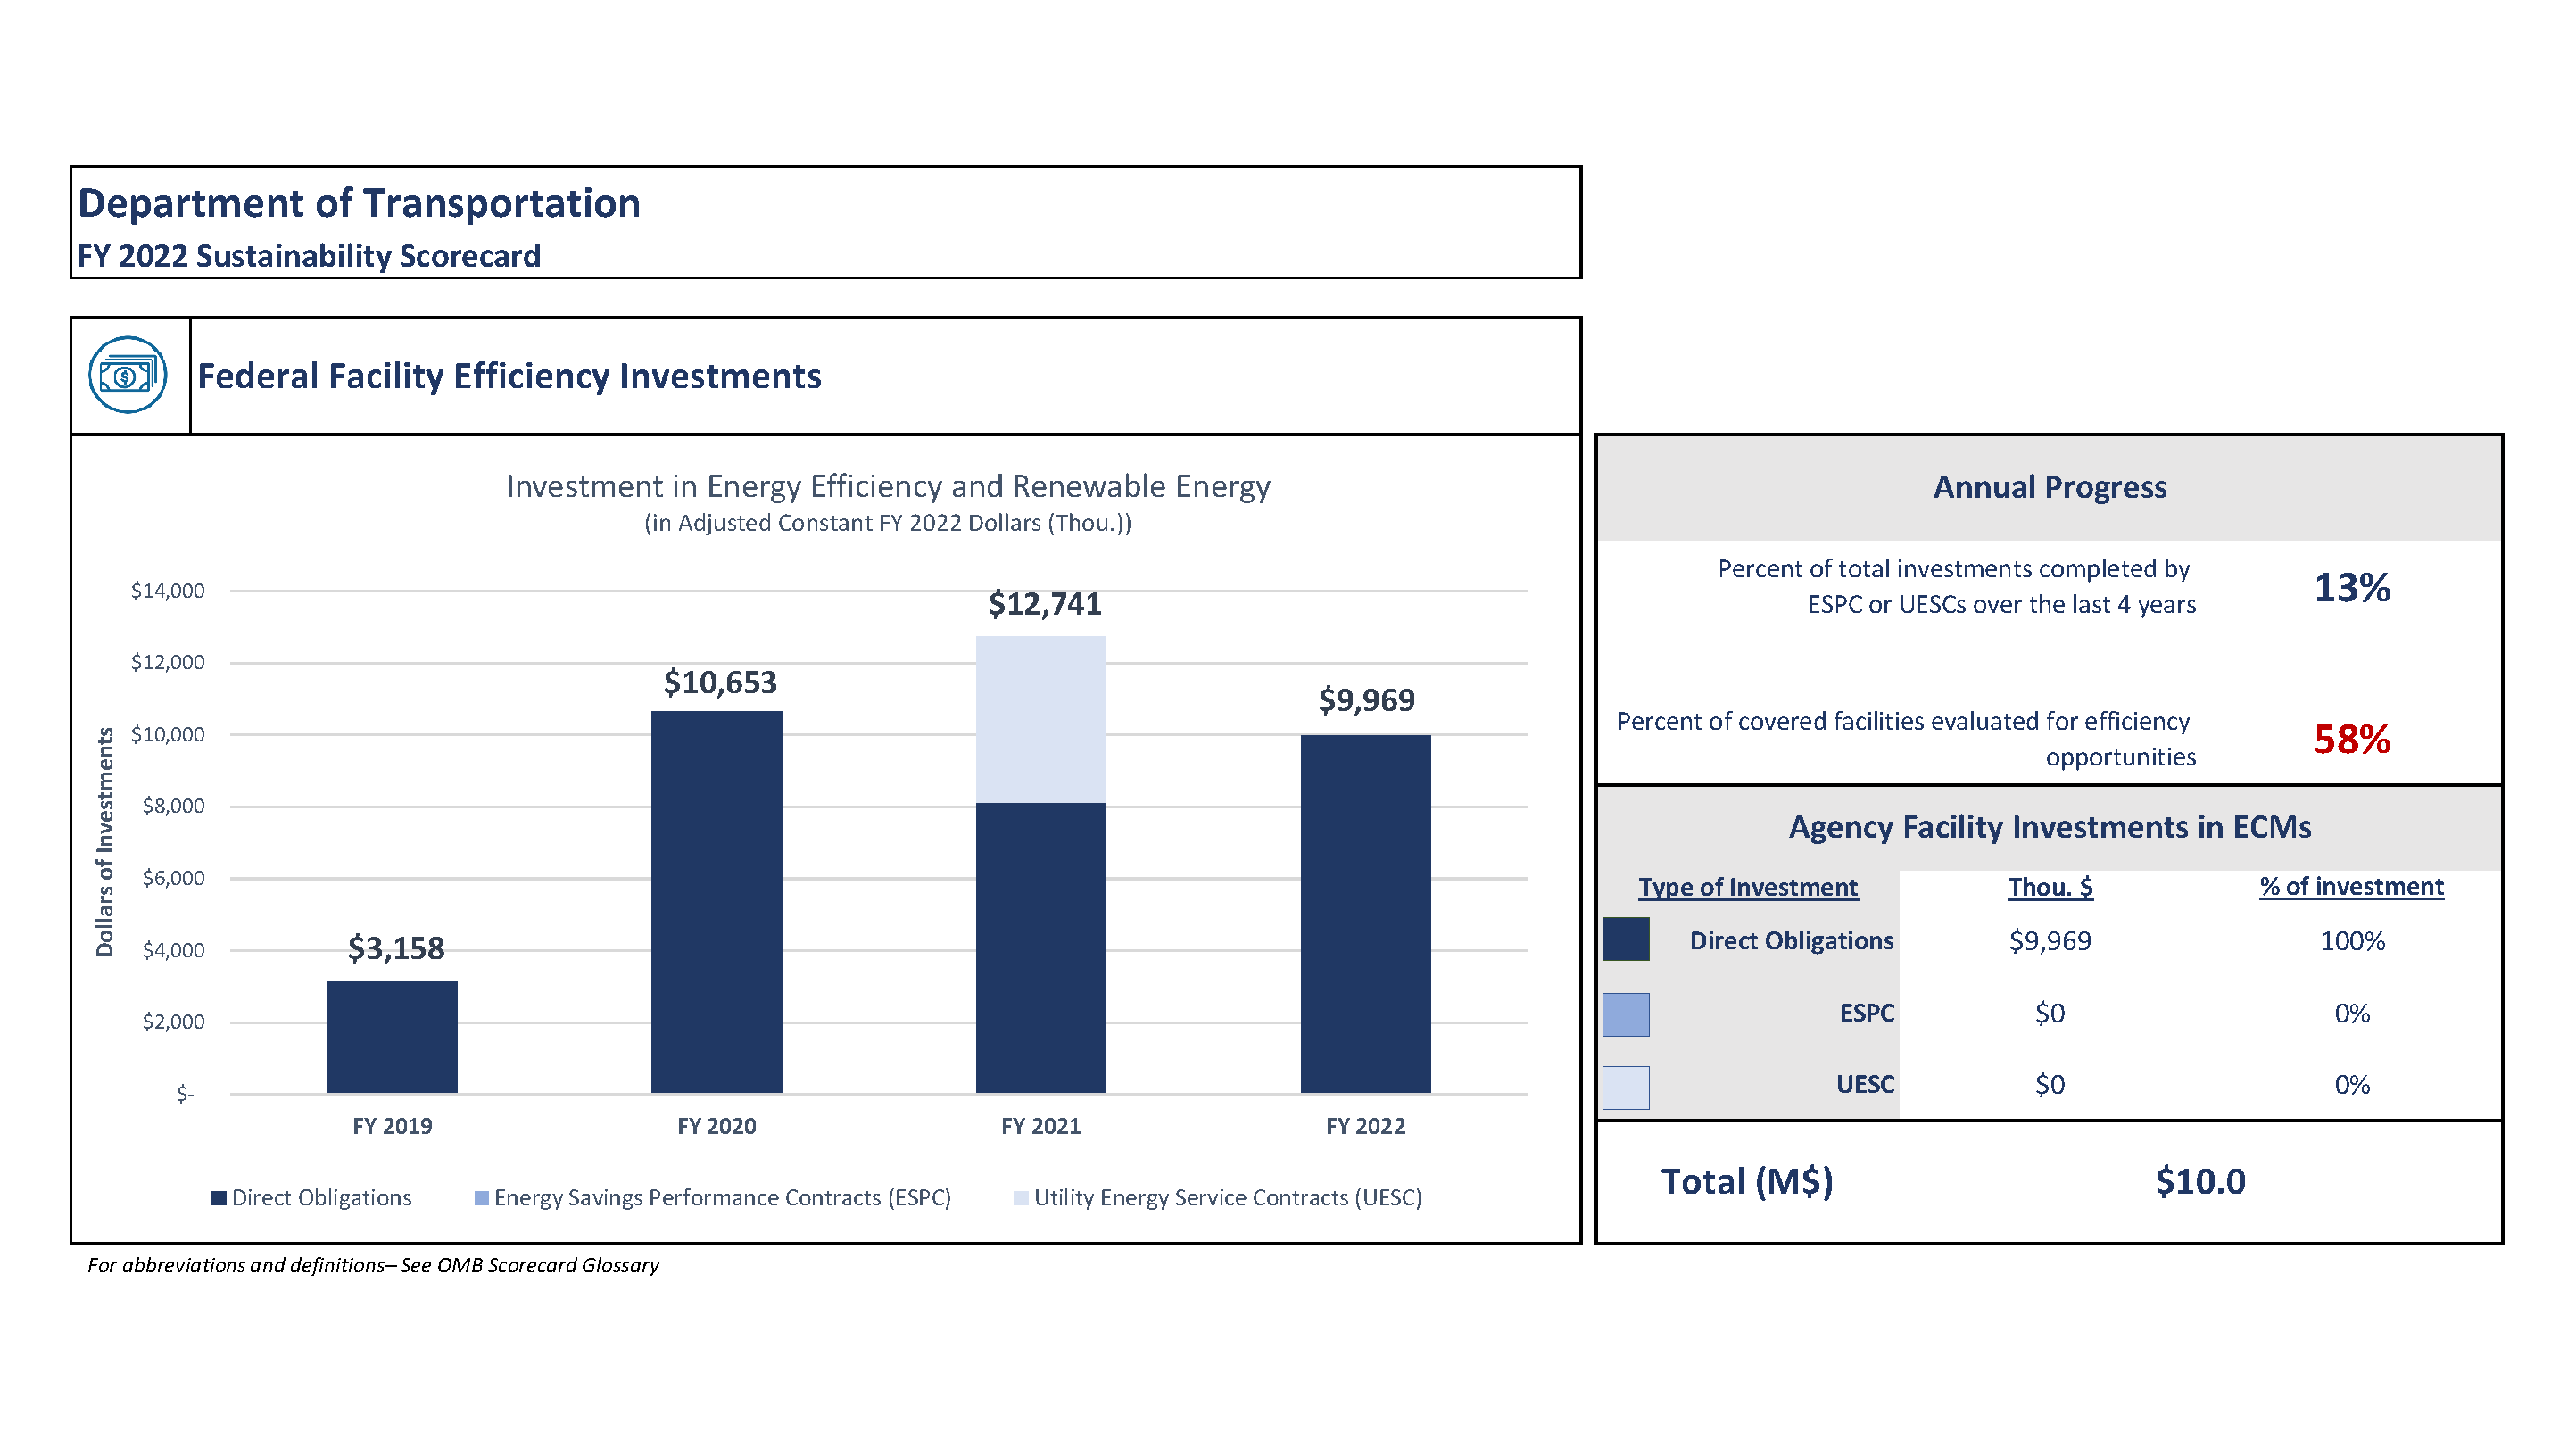 Department of Transportation
FY 2022 Sustainability Scorecard
$
Federal Facility Efficiency Investments
Investment in Energy Efficiency and Renewable Energy
(in Adjusted Constant FY 2022 Dollars (Thou.))
Dollars of Investments
$14,000
$12,000
$10,000
$8,000
$6,000
$4,000
$2,000
$-
$3,158
$10,653
$12,741
$9,969
FY 2019
FY 2020
FY 2021
FY 2022
Direct Obligations
Energy Savings Performance Contracts (ESPC)
Utility Energy Service Contracts (UESC)
For abbreviations and definitions– See OMB Scorecard Glossary
Annual Progress
Percent of total investments completed by
ESPC or UESCs over the last 4 years
13%
Percent of covered facilities evaluated for efficiency
opportunities
58%
Agency Facility Investments in ECMs
Type of Investment Thou. $ % of investment
Direct Obligations $9,969 100%
ESPC $0 0%
UESC $0 0%
Total (M$) $10.0